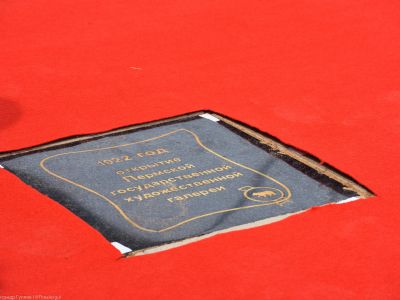 1922 год
открытие
Пермской
государственной
художественной
галереи